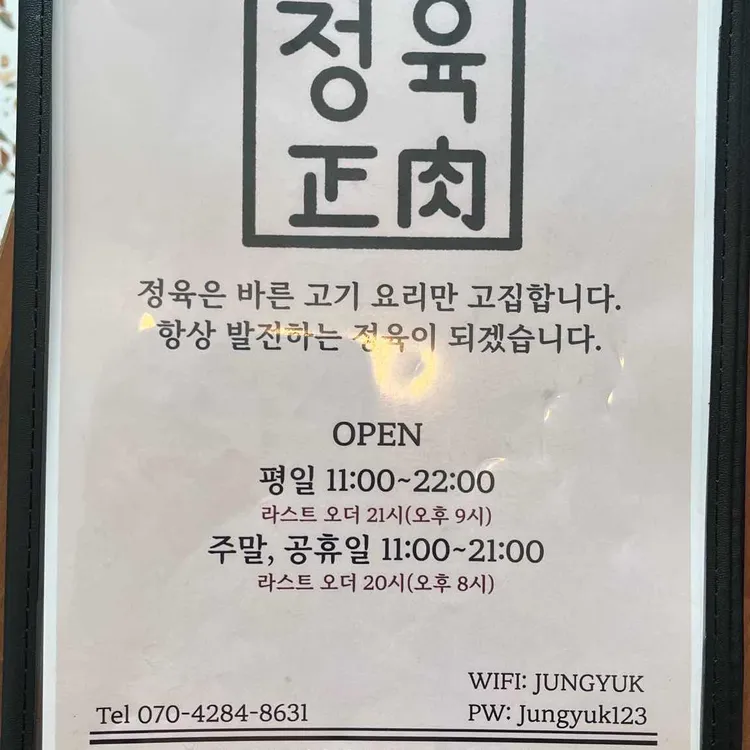 정육
正肉
정육은 바른 고기 요리만 고집합니다.
항상 발전하는 정육이 되겠습니다.
OPEN
평일 11:00~22:00
라스트 오더 21시(오후 9시)
주말, 공휴일 11:00~21:00
라스트 오더 20시(오후 8시)
WIFI: JUNGYUK
Tel 070-4284-8631
PW: Jungyuk123